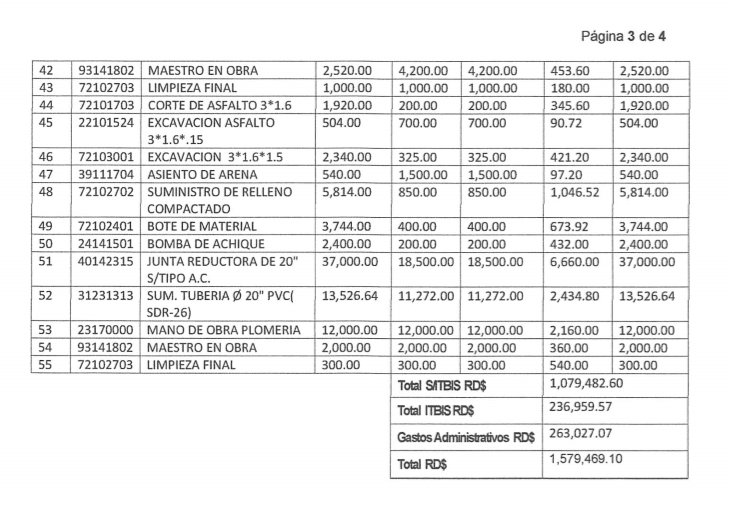 Página 3 de 4
42 93141802 MAESTRO EN OBRA 2,520.00 4,200.00 4,200.00 453.60 2,520.00
43 72102703 LIMPIEZA FINAL 1,000.00 1,000.00 1,000.00 180.00 1,000.00
44 72101703 CORTE DE ASFALTO 3*1.6 1,920.00 200.00 200.00 345.60 1,920.00
45 22101524 EXCAVACION ASFALTO 504.00 700.00 700.00 90.72 504.00
3*1.6*.15
46 72103001 EXCAVACION 3*1.6*1.5 2,340.00 325.00 325.00 421.20 2,340.00
47 39111704 ASIENTO DE ARENA 540.00 1,500.00 1,500.00 97.20 540.00
48 72102702 SUMINISTRO DE RELLENO 5,814.00 850.00 850.00 1,046.52 5,814.00
COMPACTADO
49 72102401 BOTE DE MATERIAL 3,744.00 400.00 400.00 673.92 3,744.00
50 24141501 BOMBA DE ACHIQUE 2,400.00 200.00 200.00 432.00 2,400.00
51 40142315 JUNTA REDUCTORA DE 20" 37,000.00 18,500.00 18,500.00 6,660.00 37,000.00
S/TIPO A.C.
52 31231313 SUM. TUBERIA Ø 20" PVC( 13,526.64 11,272.00 11,272.00 2,434.80 13,526.64
SDR-26)
53 23170000 MANO DE OBRA PLOMERIA 12,000.00 12,000.00 12,000.00 2,160.00 12,000.00
54 93141802 MAESTRO EN OBRA 2,000.00 2,000.00 2,000.00 360.00 2,000.00
55 72102703 LIMPIEZA FINAL 300.00 300.00 300.00 540.00 300.00
Total S/ITBIS RD$ 1,079,482.60
Total ITBIS RD$ 236,959.57
Gastos Administrativos RD$ 263,027.07
Total RD$ 1,579,469.10